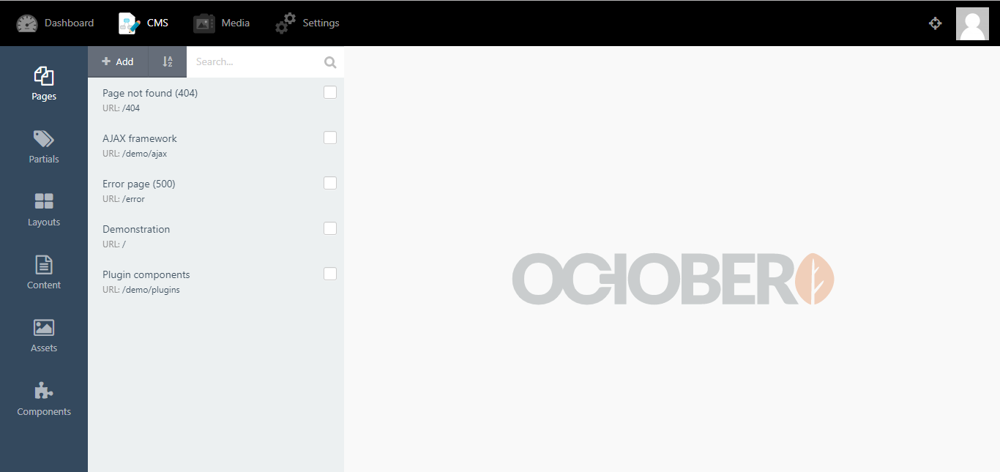 Dashboard CMS Media Settings
Add Search...
Pages
Partials
Layouts
Content
Assets
Components
Page not found (404)
URL: /404
AJAX framework
URL: /demo/ajax
Error page (500)
URL: /error
Demonstration
URL: /
Plugin components
URL: /demo/plugins
OCTOBER